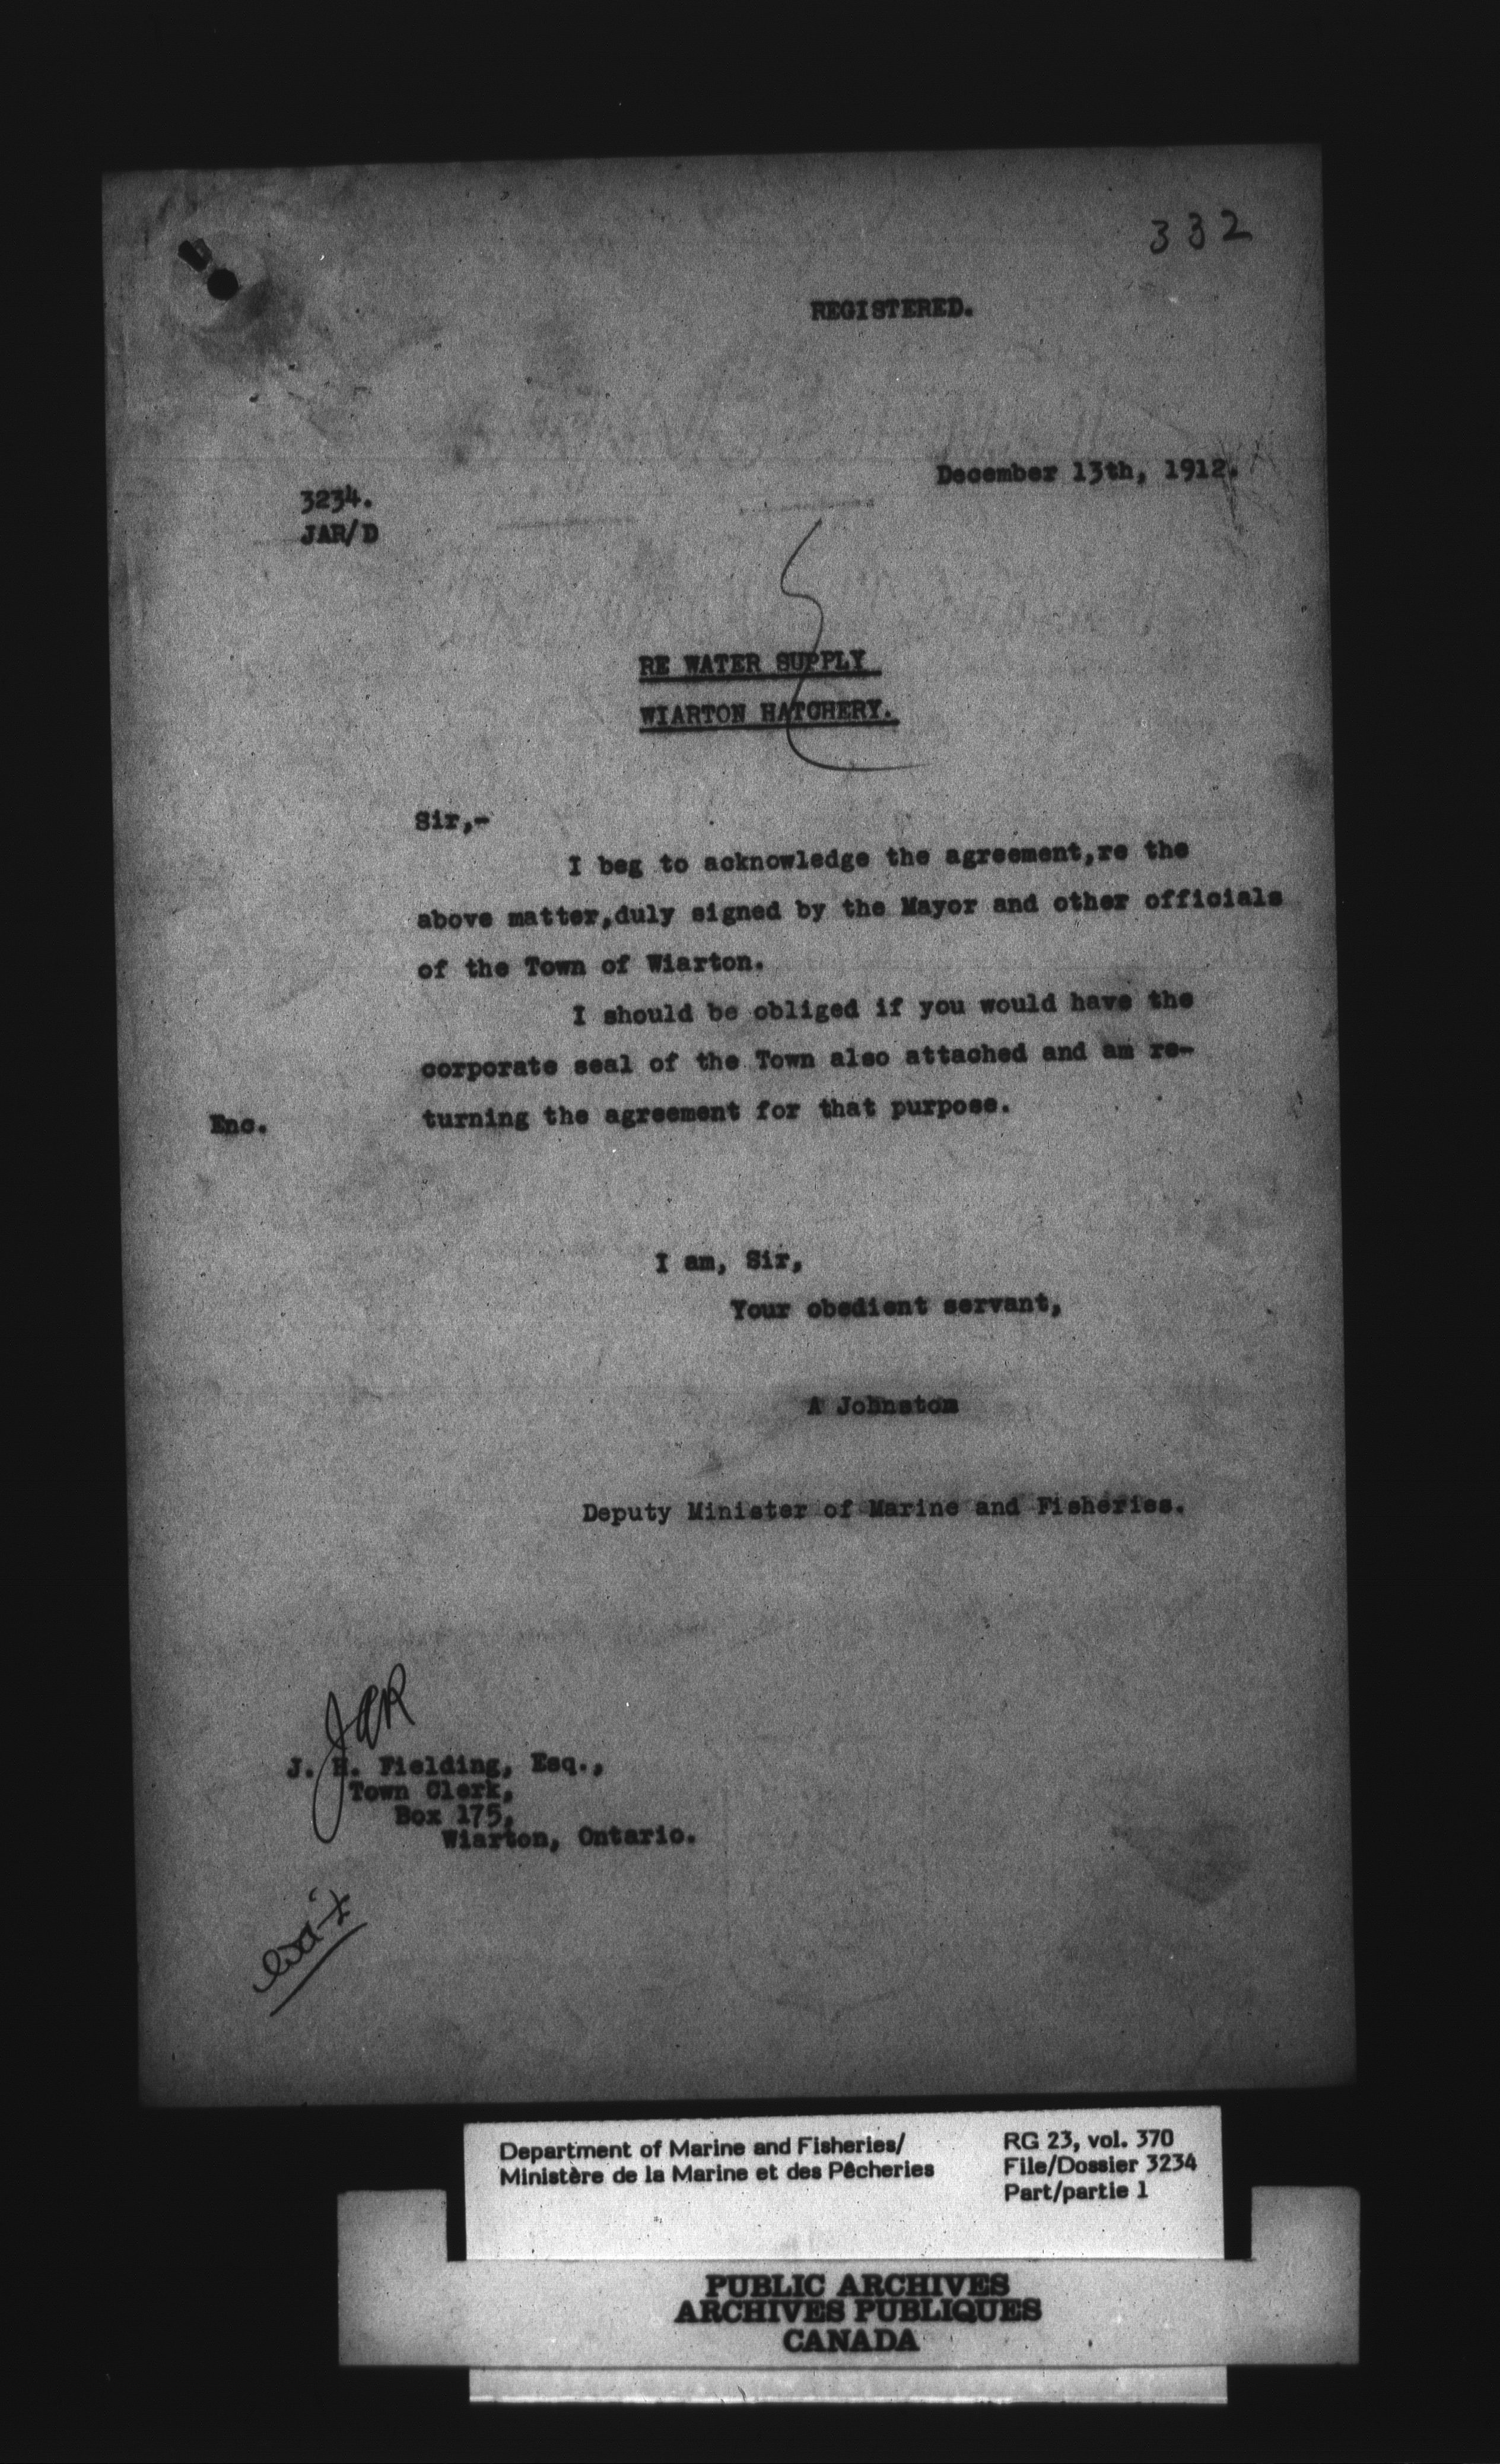 332
REGISTERED.
December 13th, 1912.
3234.
JAR/D
RE WATER SUPPLY
WIARTON HATCHERY.
Sir,-
I beg to acknowledge the agreement,re the
above matter,duly signed by the Mayor and other officials
of the Town of Wiarton.
I should be obliged if you would have the
corporate seal of the Town also attached and am re-
Enc. turning the agreement for that purpose.
I am, Sir,
Your obedient servant,
A Johnston
Deputy Minister of Marine and Fisheries.
JAR
J. H. Fielding, Esq.,
Town Clerk,
Box 175,
Wiarton, Ontario.
Department of Marine and Fisheries/
Ministère de la Marine et des Pêcheries
RG 23, vol. 370
File/Dossier 3234
Part/partie 1
PUBLIC ARCHIVES
ARCHIVES PUBLIQUES
CANADA